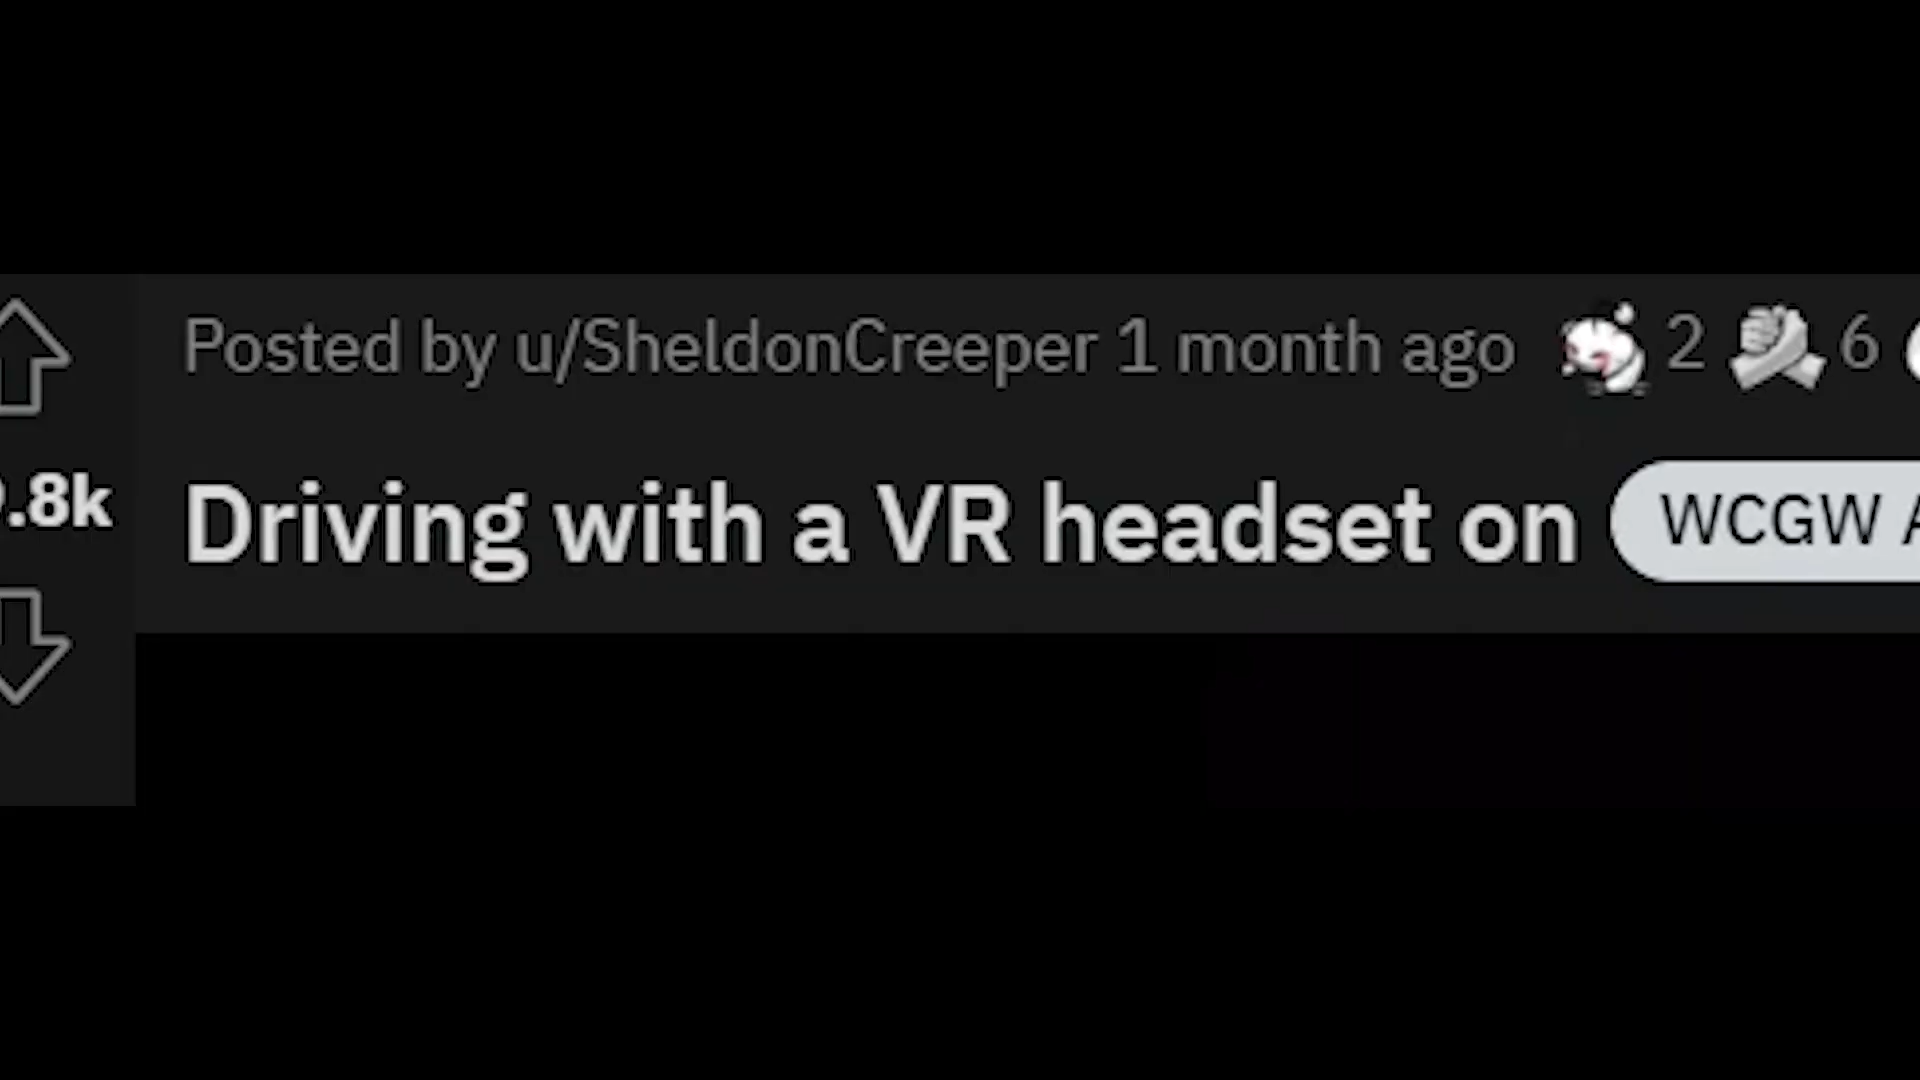 Posted by u/SheldonCreeper 1 month ago 2 6
.8k
Driving with a VR headset on WCGW